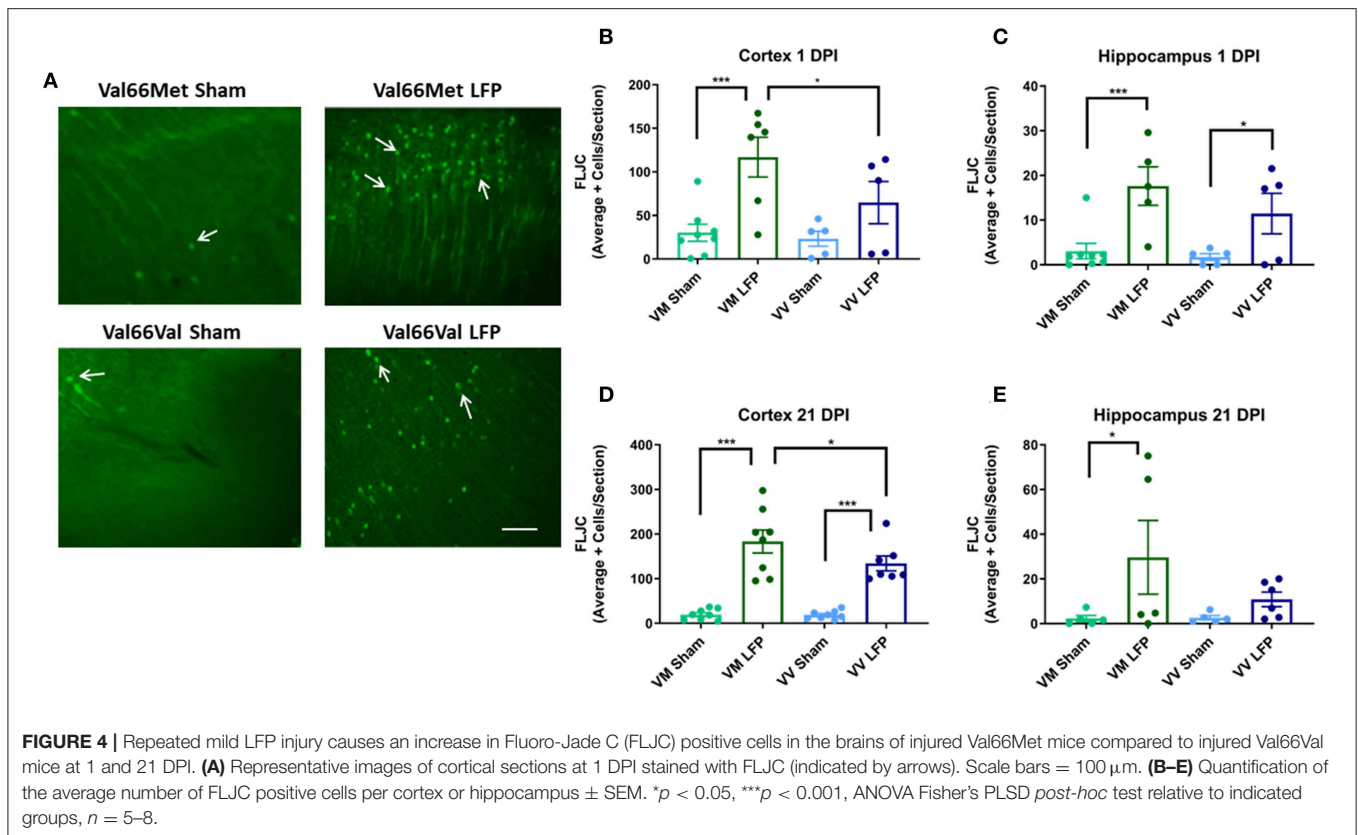 A
Val66Met Sham
Val66Met LFP
Val66Val Sham
Val66Val LFP
B
Cortex 1 DPI
FLJC
(Average + Cells/Section)
200
150
100
50
0
***
*
VM Sham
VM LFP
VV Sham
VV LFP
C
Hippocampus 1 DPI
FLJC
(Average + Cells/Section)
40
30
20
10
0
***
*
VM Sham
VM LFP
VV Sham
VV LFP
D
Cortex 21 DPI
FLJC
(Average + Cells/Section)
400
300
200
100
0
***
*
***
VM Sham
VM LFP
VV Sham
VV LFP
E
Hippocampus 21 DPI
FLJC
(Average + Cells/Section)
80
60
40
20
0
*
VM Sham
VM LFP
VV Sham
VV LFP
FIGURE 4 | Repeated mild LFP injury causes an increase in Fluoro-Jade C (FLJC) positive cells in the brains of injured Val66Met mice compared to injured Val66Val
mice at 1 and 21 DPI. (A) Representative images of cortical sections at 1 DPI stained with FLJC (indicated by arrows). Scale bars = 100 μm. (B–E) Quantification of
the average number of FLJC positive cells per cortex or hippocampus ± SEM. *p < 0.05, ***p < 0.001, ANOVA Fisher's PLSD post-hoc test relative to indicated
groups, n = 5–8.